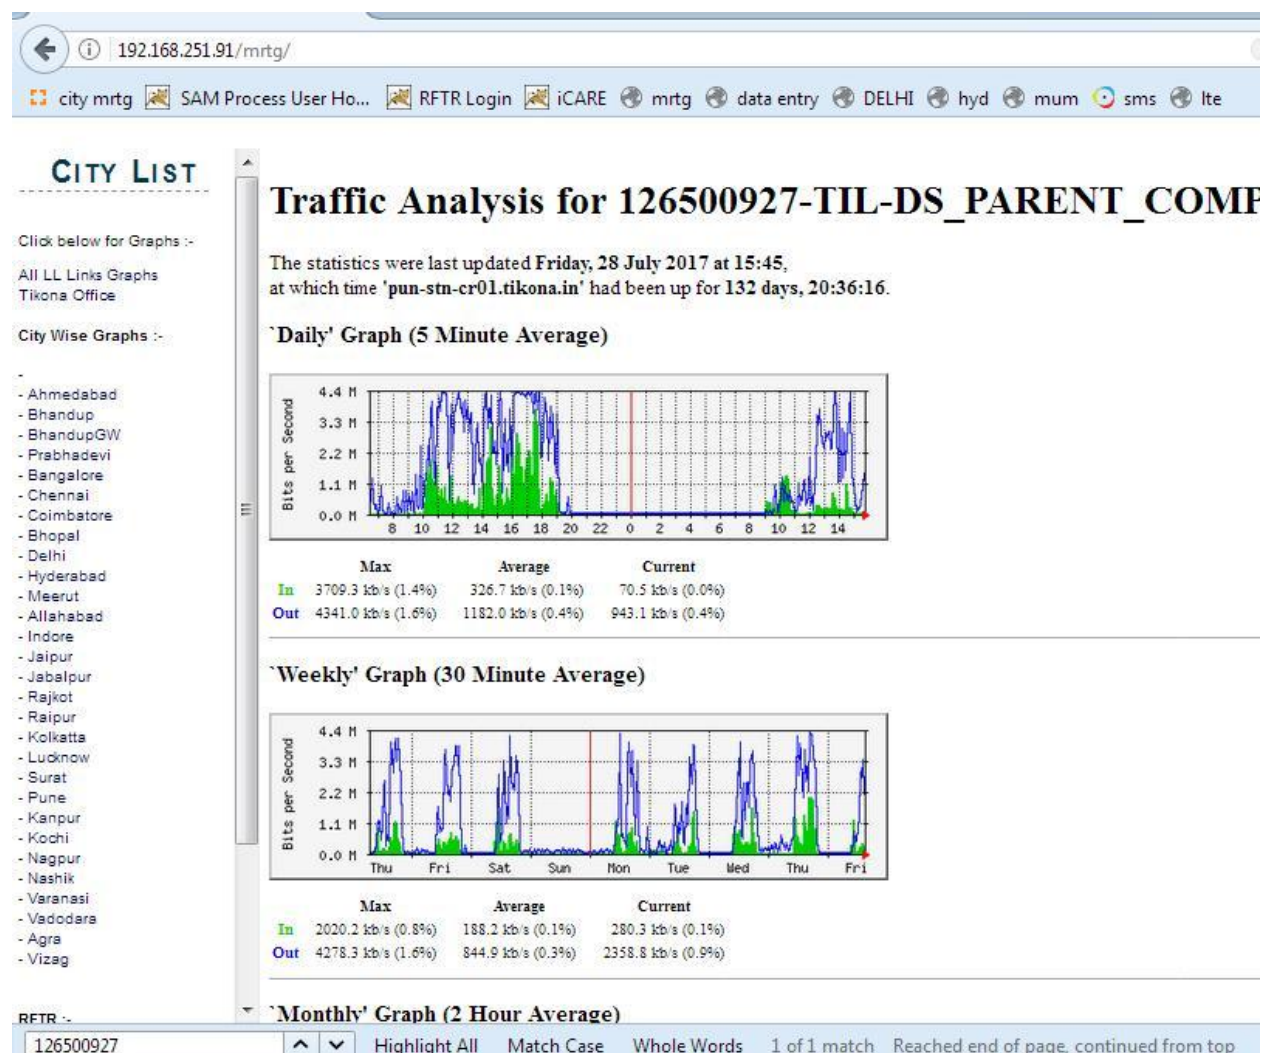 192.168.251.91/mrtg/
city mrtg SAM Process User Ho... RFTR Login iCARE mrtg data entry DELHI hyd mum sms lte
CITY LIST
Click below for Graphs :-
All LL Links Graphs
Tikona Office
City Wise Graphs :-
-
- Ahmedabad
- Bhandup
- BhandupGW
- Prabhadevi
- Bangalore
- Chennai
- Coimbatore
- Bhopal
- Delhi
- Hyderabad
- Meerut
- Allahabad
- Indore
- Jaipur
- Jabalpur
- Rajkot
- Raipur
- Kolkatta
- Lucknow
- Surat
- Pune
- Kanpur
- Kochi
- Nagpur
- Nashik
- Varanasi
- Vadodara
- Agra
- Vizag
RFTR :-
Traffic Analysis for 126500927-TIL-DS_PARENT_COMP
The statistics were last updated Friday, 28 July 2017 at 15:45,
at which time 'pun-stn-cr01.tikona.in' had been up for 132 days, 20:36:16.
`Daily' Graph (5 Minute Average)
Bits per Second
4.4 M
3.3 M
2.2 M
1.1 M
0.0 M
8 10 12 14 16 18 20 22 0 2 4 6 8 10 12 14
Max Average Current
In 3709.3 kb/s (1.4%) 326.7 kb/s (0.1%) 70.5 kb/s (0.0%)
Out 4341.0 kb/s (1.6%) 1182.0 kb/s (0.4%) 943.1 kb/s (0.4%)
`Weekly' Graph (30 Minute Average)
Bits per Second
4.4 M
3.3 M
2.2 M
1.1 M
0.0 M
Thu Fri Sat Sun Mon Tue Wed Thu Fri
Max Average Current
In 2020.2 kb/s (0.8%) 188.2 kb/s (0.1%) 280.3 kb/s (0.1%)
Out 4278.3 kb/s (1.6%) 844.9 kb/s (0.3%) 2358.8 kb/s (0.9%)
`Monthly' Graph (2 Hour Average)
126500927 Highlight All Match Case Whole Words 1 of 1 match Reached end of page, continued from top